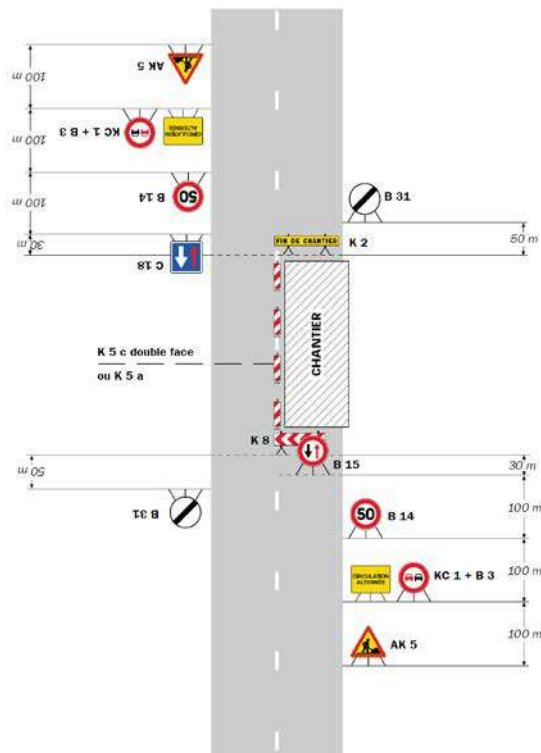 AK 5
100 m
KC 1 + B 3
CIRCULATION
ALTERNÉE
100 m
B 14
50
100 m
B 31
C 18
30 m
FIN DE CHANTIER
K 2
50 m
K 5 c double face
ou K 5 a
CHANTIER
K 8
B 15
50 m
30 m
B 31
50
B 14
100 m
CIRCULATION
ALTERNÉE
KC 1 + B 3
100 m
AK 5
100 m